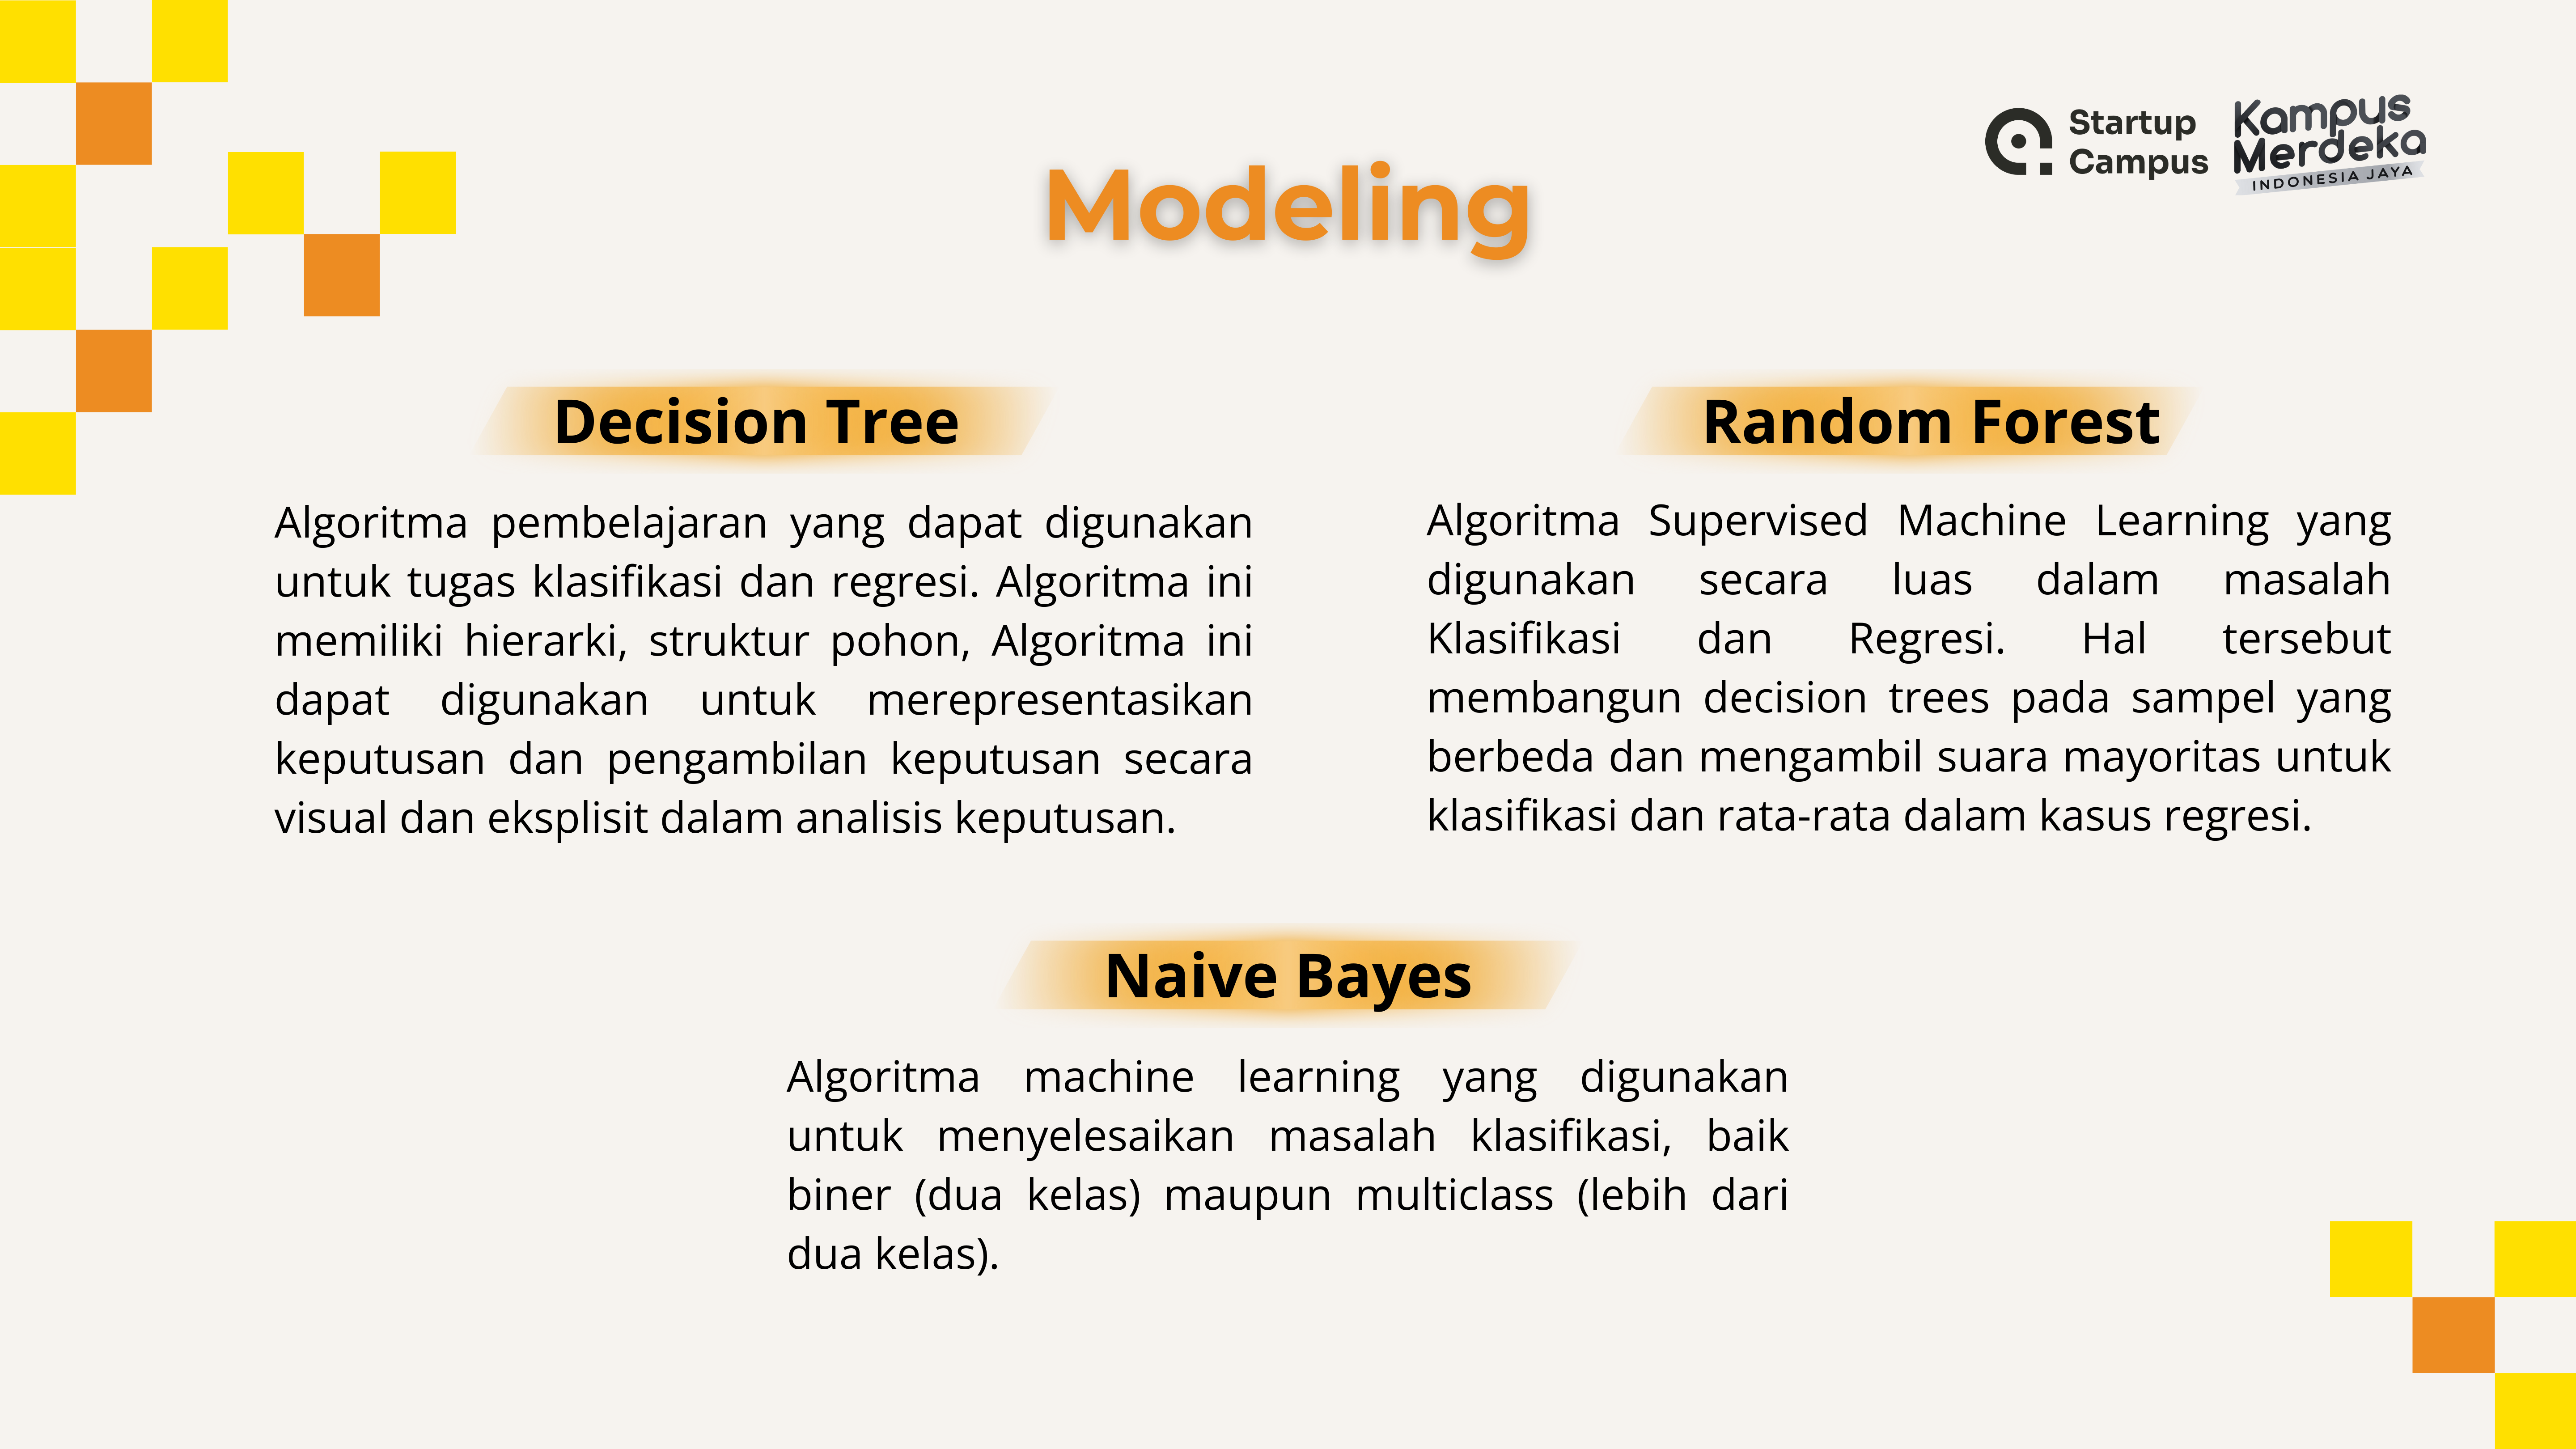 Startup
Campus
Kampus
Merdeka
INDONESIA JAYA
Modeling
Decision Tree
Algoritma pembelajaran yang dapat digunakan
untuk tugas klasifikasi dan regresi. Algoritma ini
memiliki hierarki, struktur pohon, Algoritma ini
dapat digunakan untuk merepresentasikan
keputusan dan pengambilan keputusan secara
visual dan eksplisit dalam analisis keputusan.
Random Forest
Algoritma Supervised Machine Learning yang
digunakan secara luas dalam masalah
Klasifikasi dan Regresi. Hal tersebut
membangun decision trees pada sampel yang
berbeda dan mengambil suara mayoritas untuk
klasifikasi dan rata-rata dalam kasus regresi.
Naive Bayes
Algoritma machine learning yang digunakan
untuk menyelesaikan masalah klasifikasi, baik
biner (dua kelas) maupun multiclass (lebih dari
dua kelas).